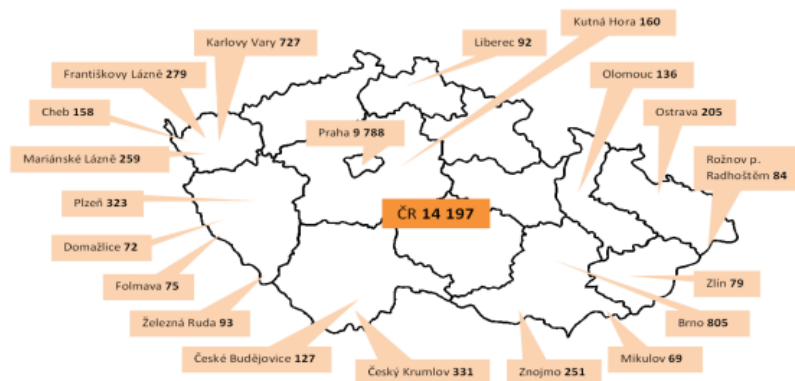 Kutná Hora 160
Karlovy Vary 727
Liberec 92
Františkovy Lázně 279
Olomouc 136
Cheb 158
Ostrava 205
Praha 9 788
Mariánské Lázně 259
Rožnov p.
Radhoštěm 84
Plzeň 323
ČR 14 197
Domažlice 72
Folmava 75
Zlín 79
Železná Ruda 93
Brno 805
České Budějovice 127
Mikulov 69
Český Krumlov 331
Znojmo 251